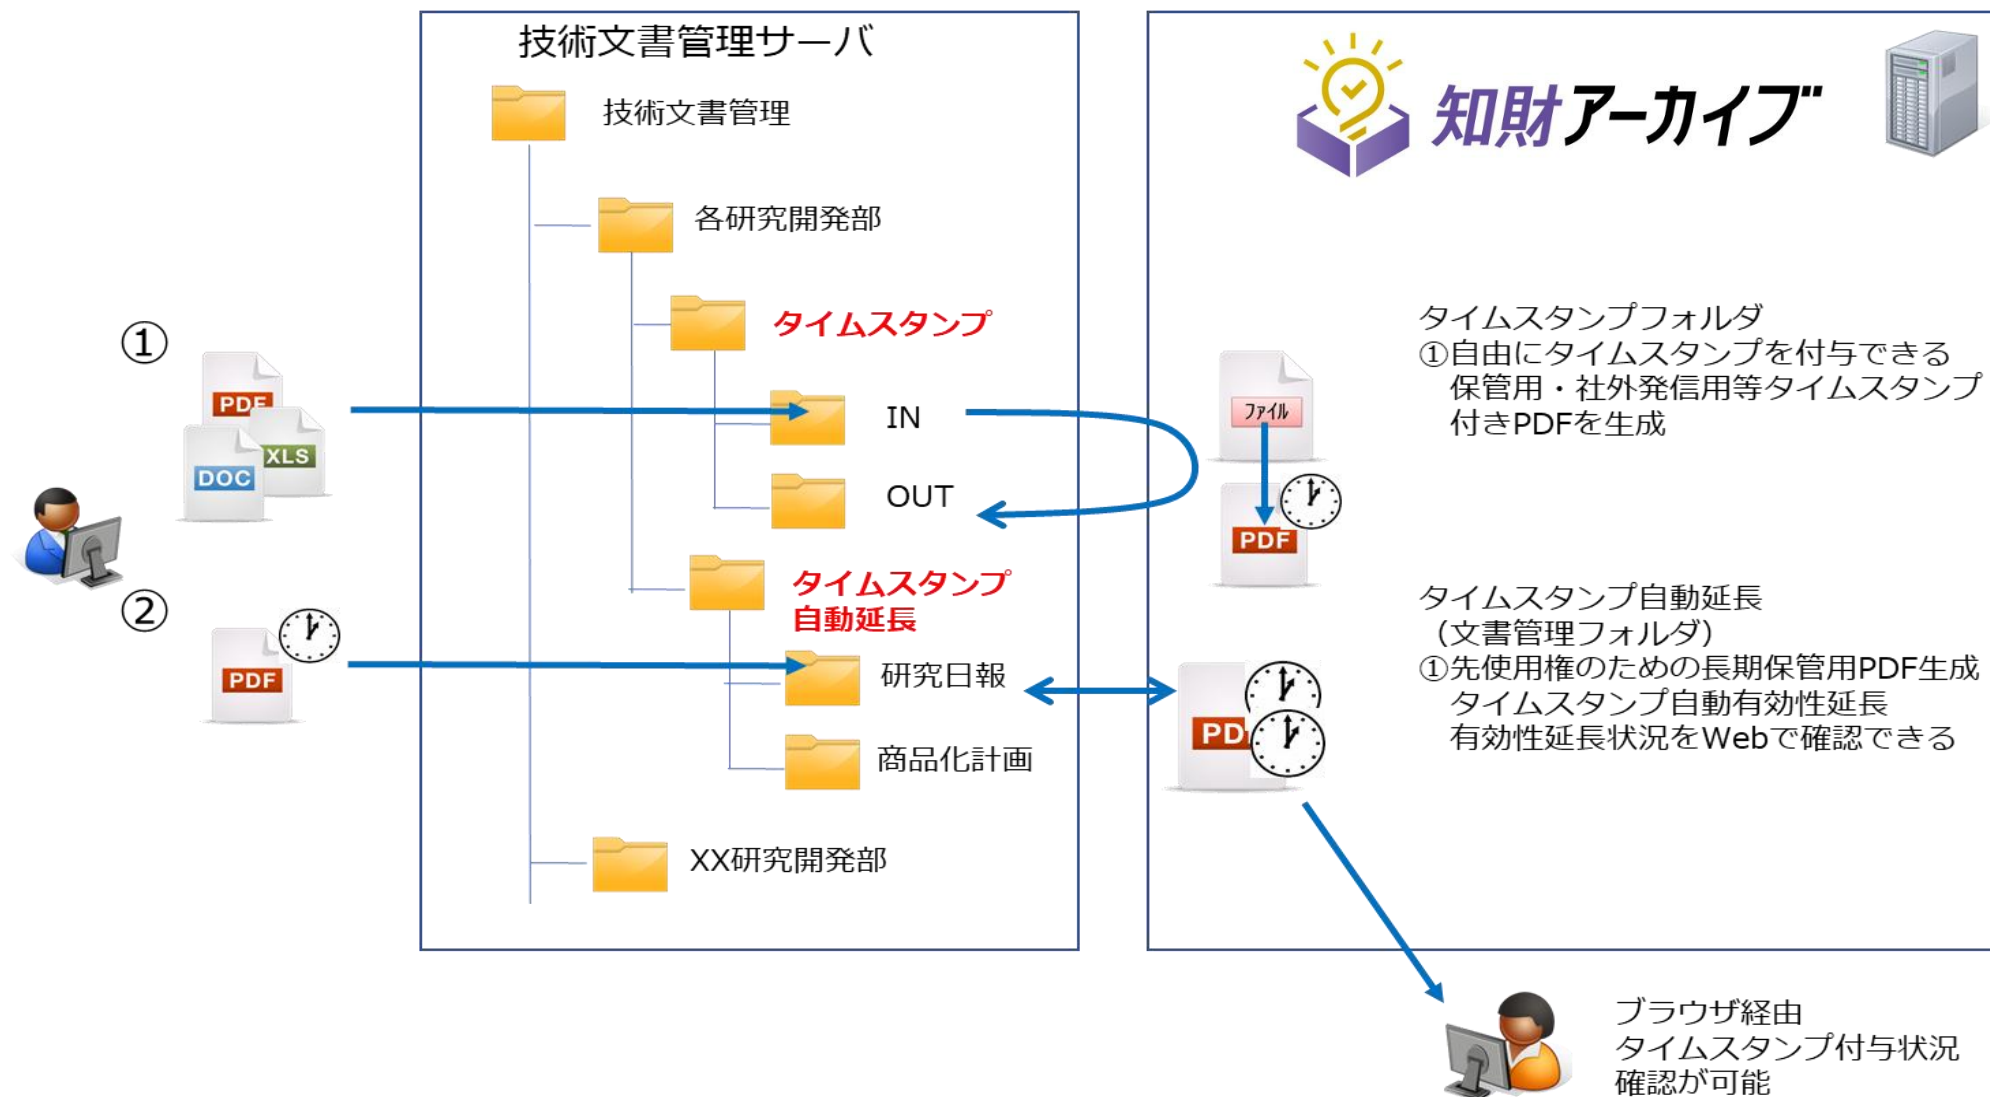 技術文書管理サーバ
技術文書管理
各研究開発部
タイムスタンプ
IN
OUT
タイムスタンプ
自動延長
研究日報
商品化計画
XX研究開発部
①
PDF
DOC
XLS
②
PDF
知財アーカイブ
ファイル
PDF
タイムスタンプフォルダ
①自由にタイムスタンプを付与できる
保管用・社外発信用等タイムスタンプ
付きPDFを生成
PD
タイムスタンプ自動延長
（文書管理フォルダ）
①先使用権のための長期保管用PDF生成
タイムスタンプ自動有効性延長
有効性延長状況をWebで確認できる
ブラウザ経由
タイムスタンプ付与状況
確認が可能